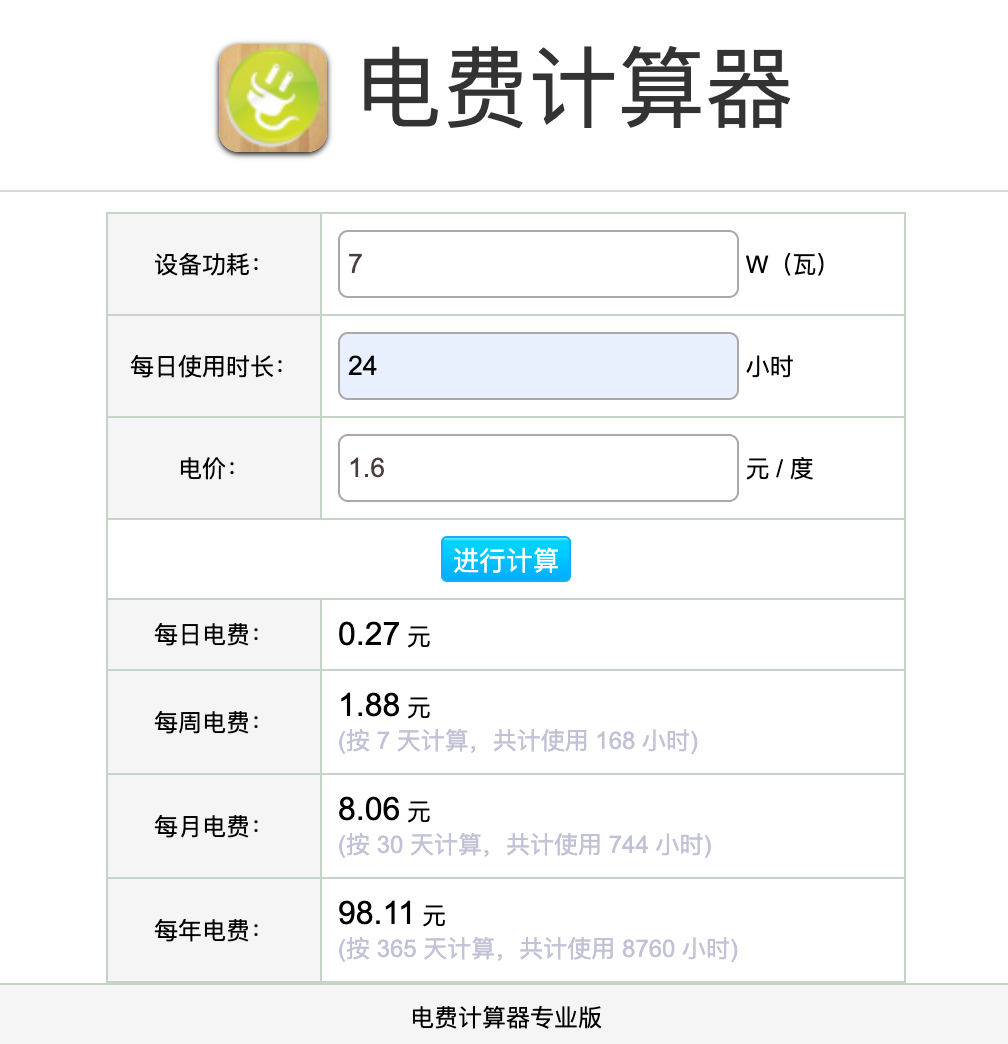 电费计算器
设备功耗：
7
W（瓦）
每日使用时长：
24
小时
电价：
1.6
元 / 度
进行计算
每日电费：
0.27 元
每周电费：
1.88 元
(按 7 天计算，共计使用 168 小时)
每月电费：
8.06 元
(按 30 天计算，共计使用 744 小时)
每年电费：
98.11 元
(按 365 天计算，共计使用 8760 小时)
电费计算器专业版